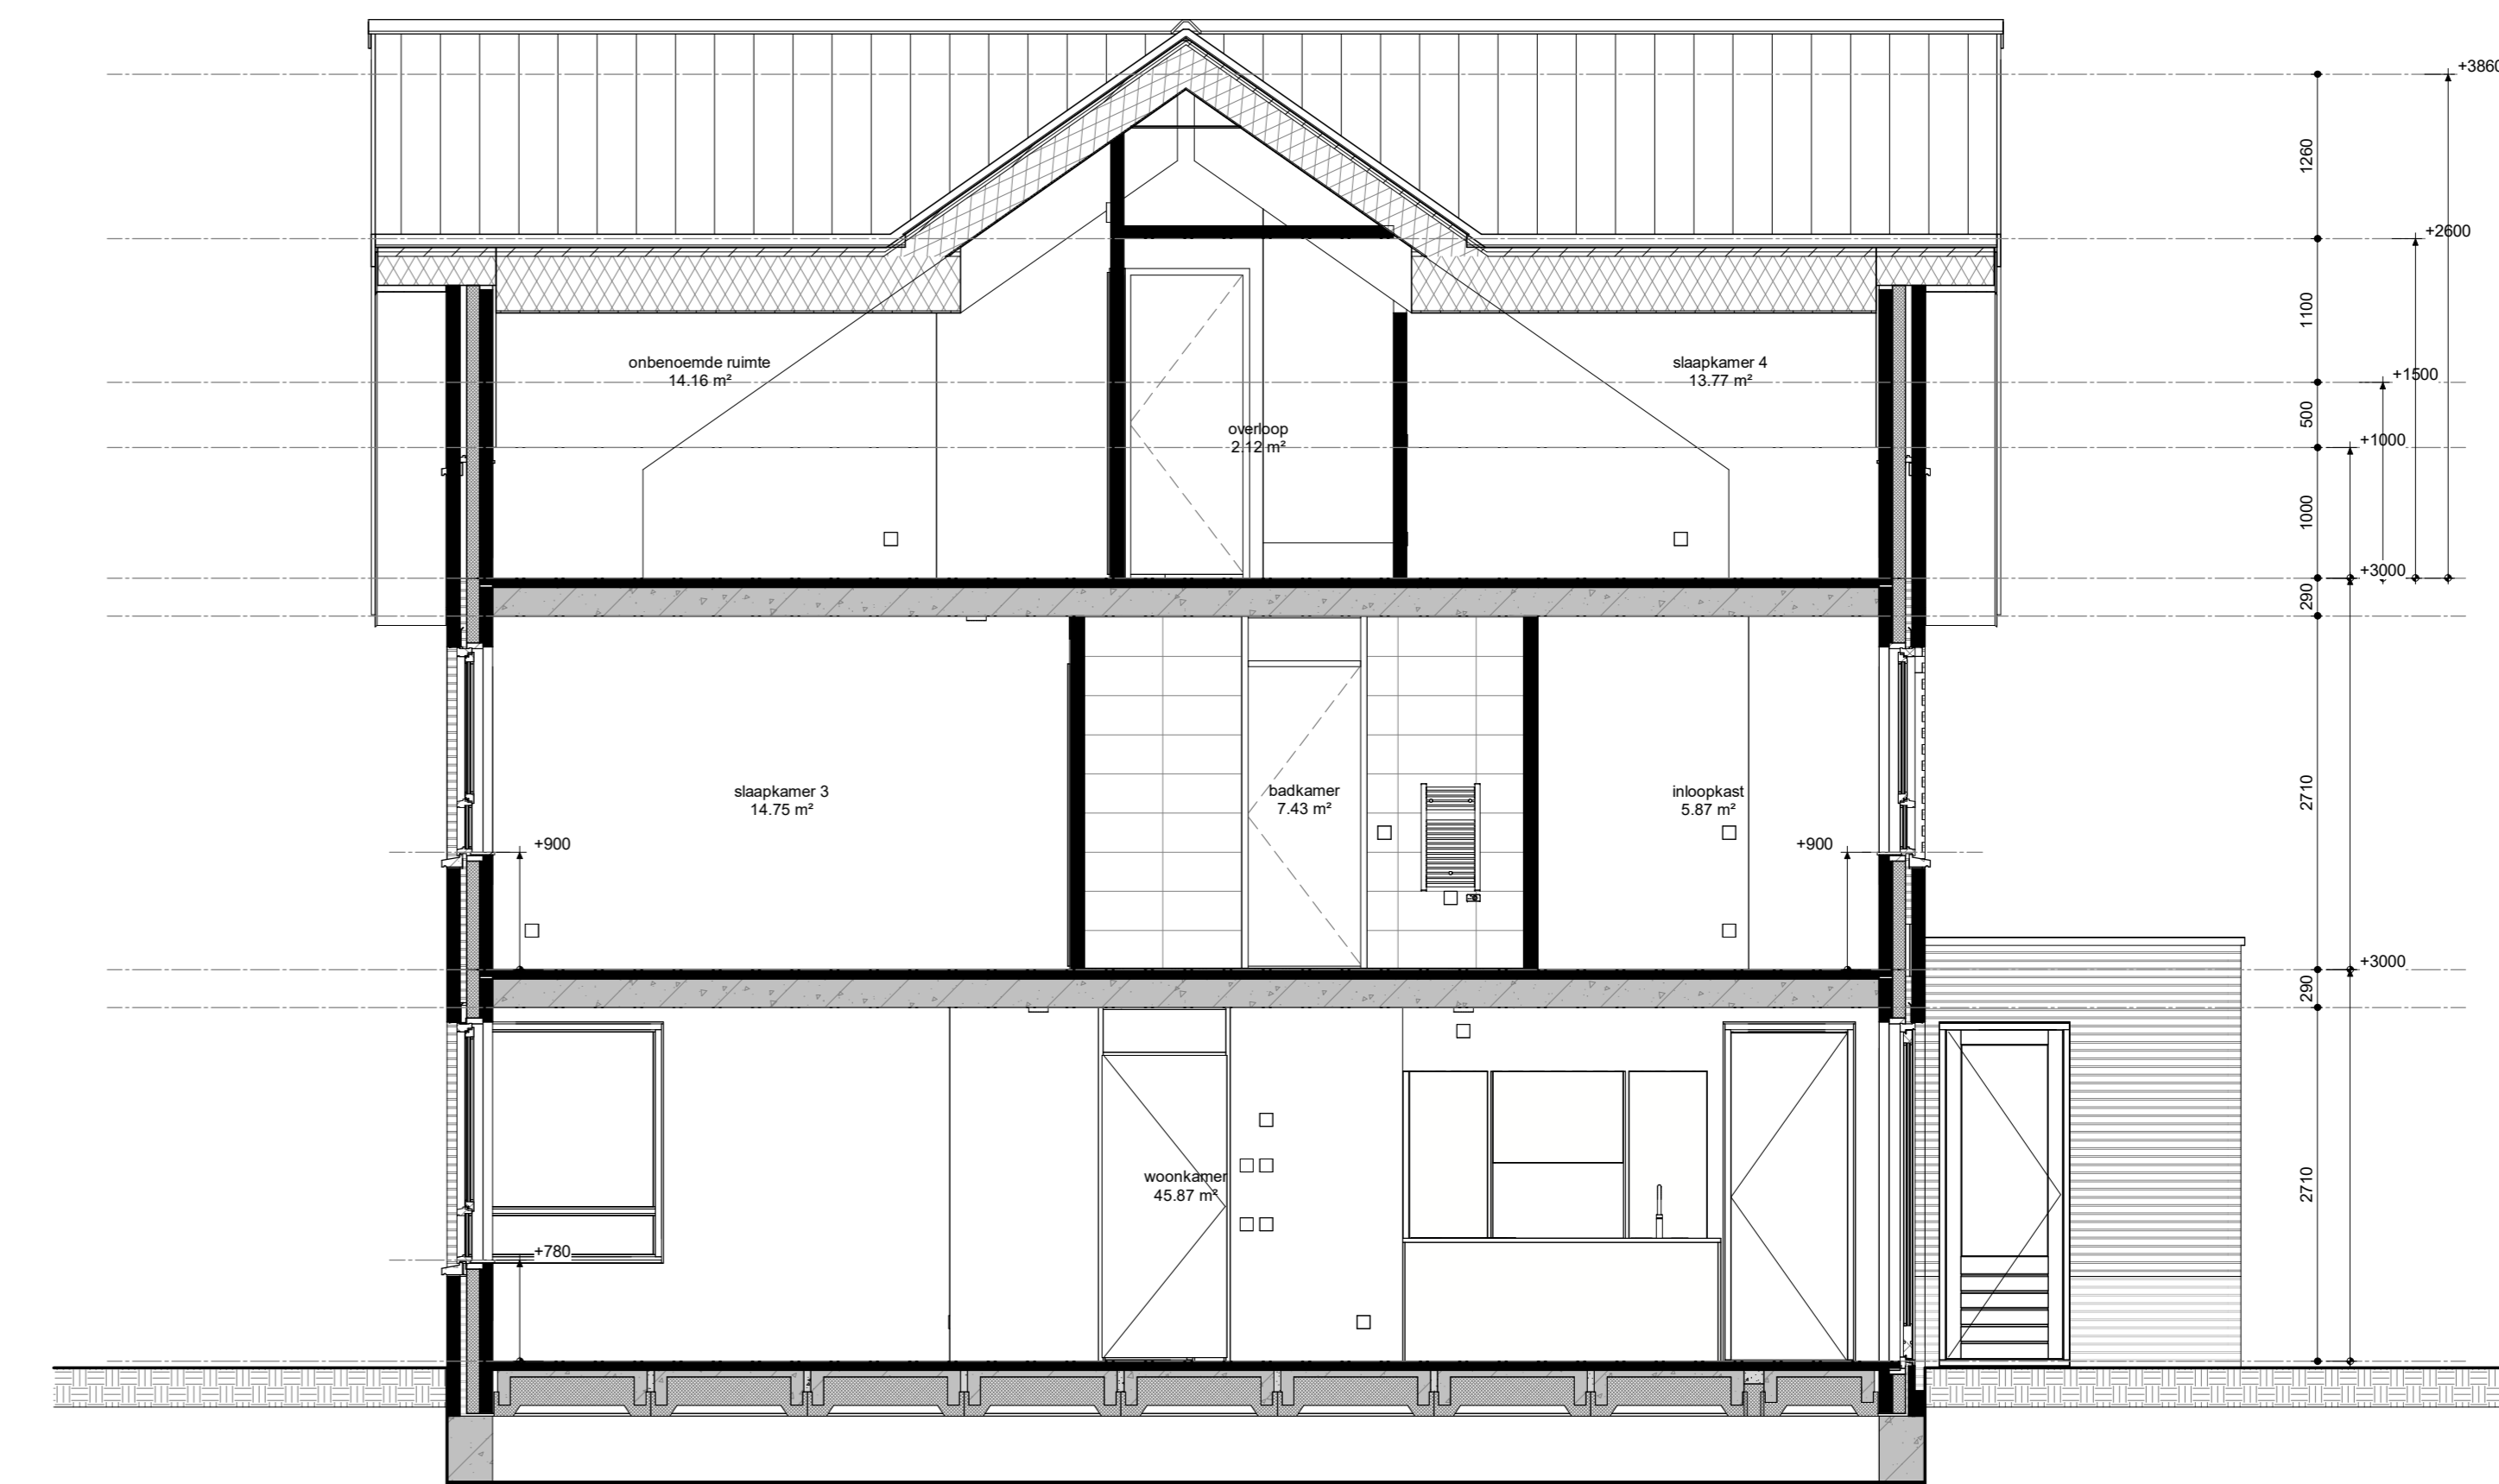 +3860
1260
+2600
1100
onbenoemde ruimte
14.16 m²
slaapkamer 4
13.77 m²
+1500
500
overloop
2.12 m²
+1000
1000
+3000
290
slaapkamer 3
14.75 m²
badkamer
7.43 m²
inloopkast
5.87 m²
2710
+900
+900
+3000
290
woonkamer
45.87 m²
2710
+780